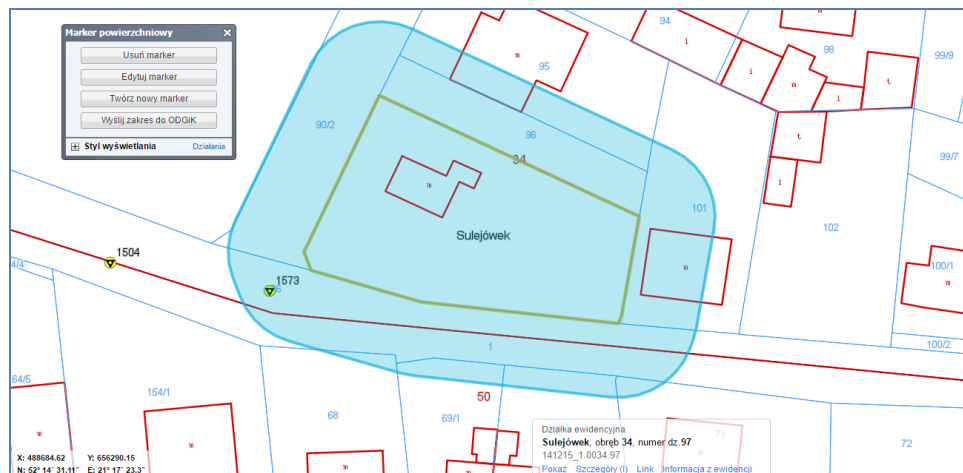 Marker powierzchniowy
Usuń marker
Edytuj marker
Twórz nowy marker
Wyślij zakres do ODGiK
Styl wyświetlania Działania
94
98
99/9
95
i
i
m
i
t
m
90/2
96
34
t
99/7
m
i
101
102
Sulejówek
1504
1573
m
100/1
m
4/4
1
100/2
64/5
154/1
68
69/1
50
72
m
m
m
m
m
71
Działka ewidencyjna
Sulejówek, obręb 34, numer dz. 97
141215_1.0034.97
Pokaż Szczegóły (I) Link Informacja z ewidencji
X: 488684.62 Y: 656290.15
N: 52° 14' 31.11" E: 21° 17' 23.3"